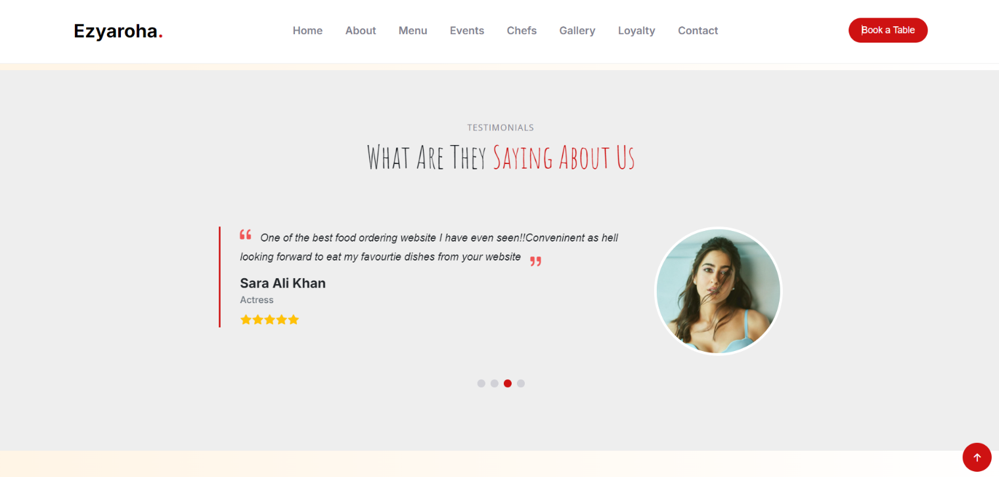 Ezyaroha.
Home About Menu Events Chefs Gallery Loyalty Contact
Book a Table
TESTIMONIALS
What Are They Saying About Us
“ One of the best food ordering website I have even seen!!Conveninent as hell
looking forward to eat my favourtie dishes from your website ”
Sara Ali Khan
Actress